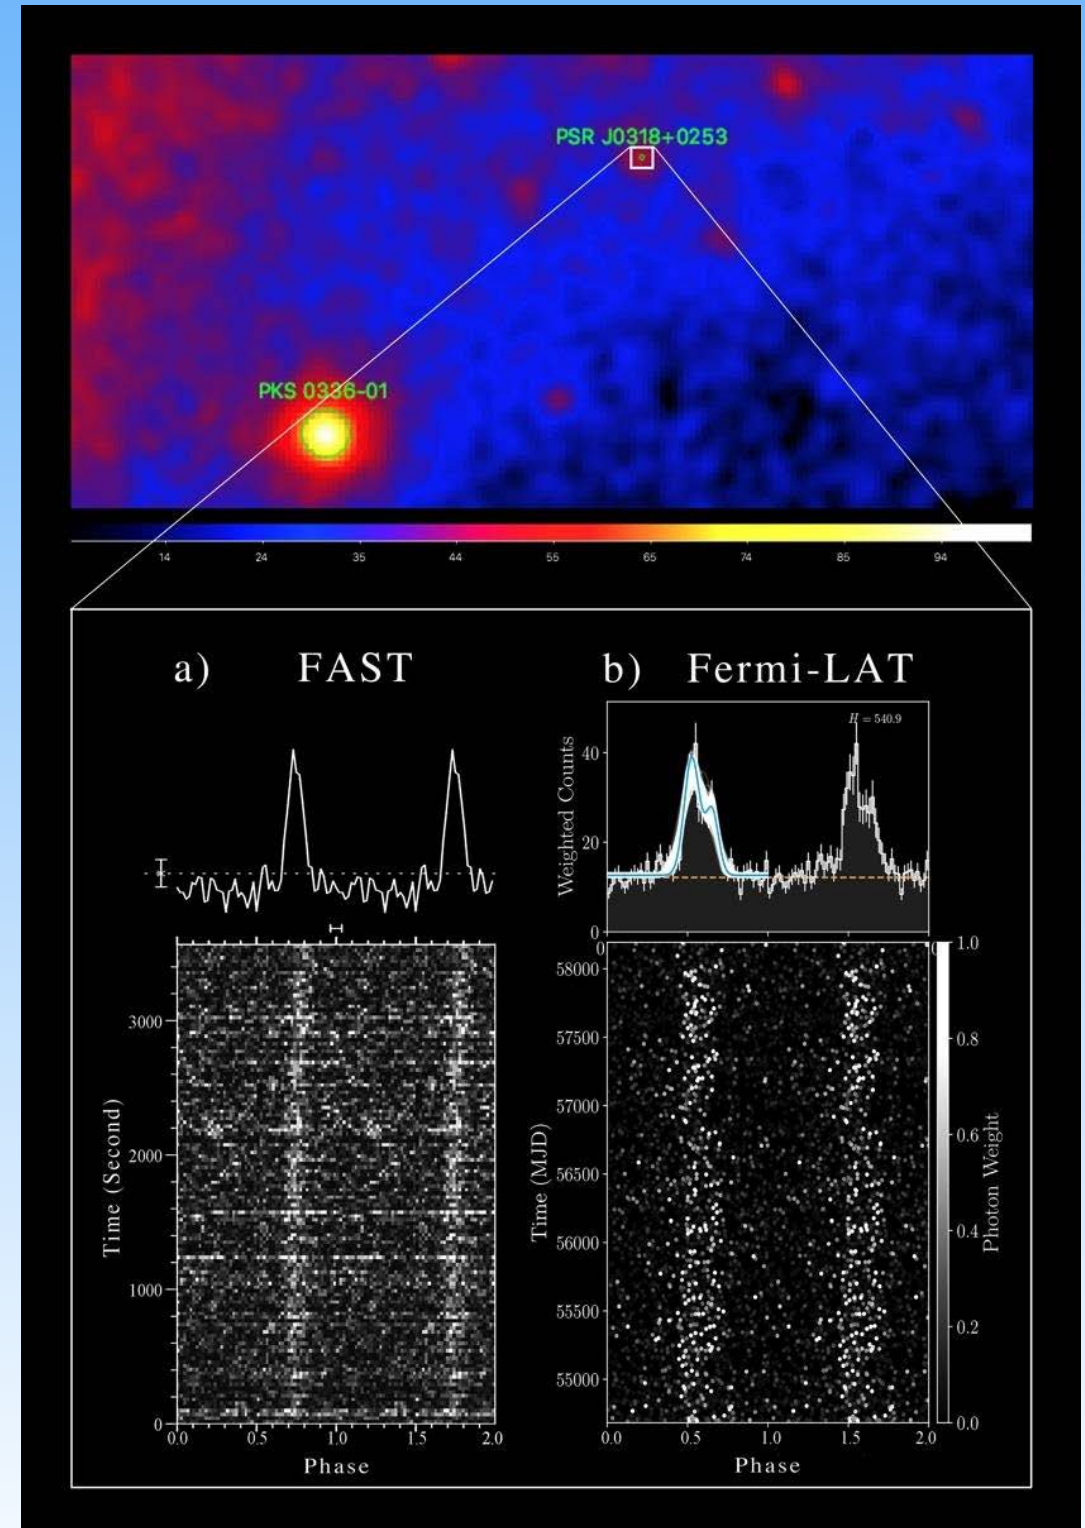 PSR J0318+0253
PKS 0336-01
14 24 35 44 55 65 74 85 94
a) FAST
b) Fermi-LAT
H = 540.9
Weighted Counts
40
20
0
0
0
1.0
0.8
0.6
0.4
0.2
0.0
Photon Weight
Time (Second)
3000
2000
1000
0
0.0 0.5 1.0 1.5 2.0
Phase
Time (MJD)
58000
57500
57000
56500
56000
55500
55000
0.0 0.5 1.0 1.5 2.0
Phase